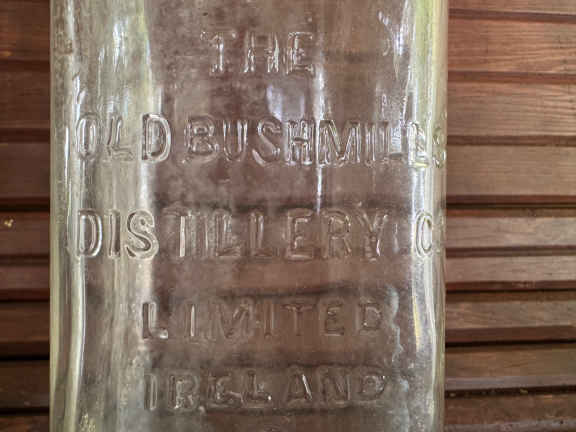 THE
OLD BUSHMILLS
DISTILLERY CO
LIMITED
IRELAND